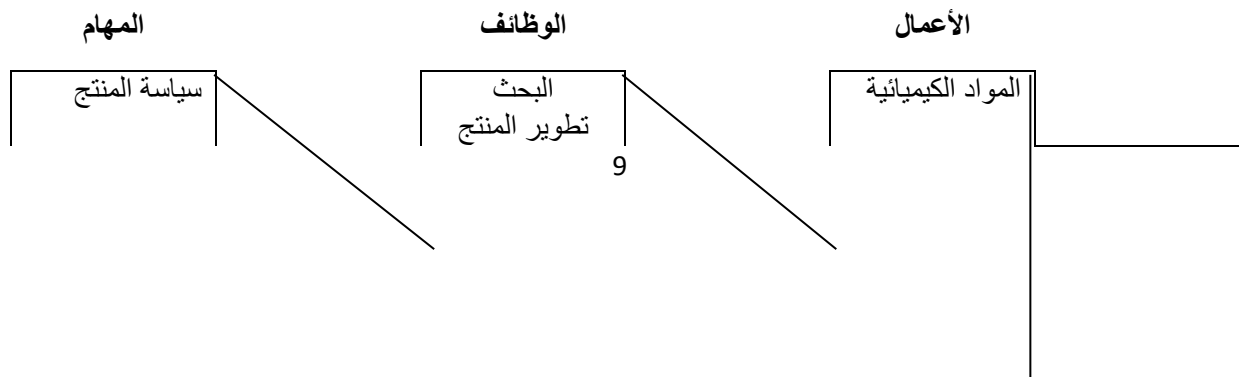 الأعمال
الوظائف
المهام
المواد الكيميائية
البحث
تطوير المنتج
سياسة المنتج
9